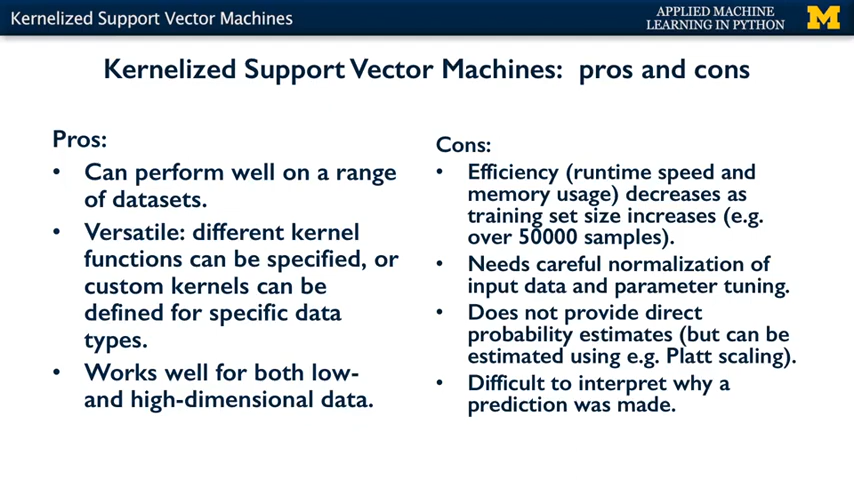 Kernelized Support Vector Machines
APPLIED MACHINE
LEARNING IN PYTHON
M
Kernelized Support Vector Machines: pros and cons
Pros:
• Can perform well on a range
of datasets.
• Versatile: different kernel
functions can be specified, or
custom kernels can be
defined for specific data
types.
• Works well for both low-
and high-dimensional data.
Cons:
• Efficiency (runtime speed and
memory usage) decreases as
training set size increases (e.g.
over 50000 samples).
• Needs careful normalization of
input data and parameter tuning.
• Does not provide direct
probability estimates (but can be
estimated using e.g. Platt scaling).
• Difficult to interpret why a
prediction was made.